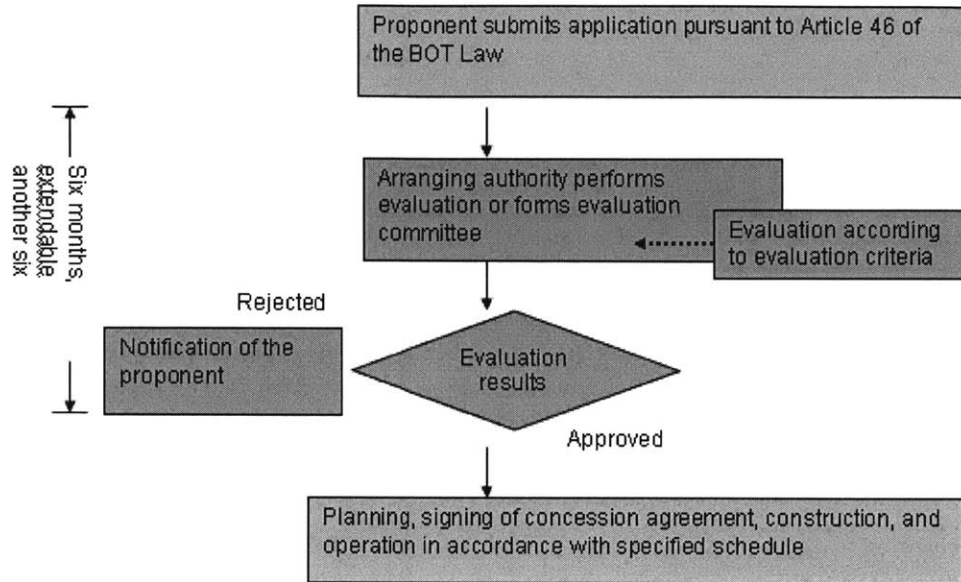 Proponent submits application pursuant to Article 46 of
the BOT Law
Six months,
extendable
another six
Arranging authority performs
evaluation or forms evaluation
committee
Evaluation according
to evaluation criteria
Rejected
Notification of the
proponent
Evaluation
results
Approved
Planning, signing of concession agreement, construction, and
operation in accordance with specified schedule